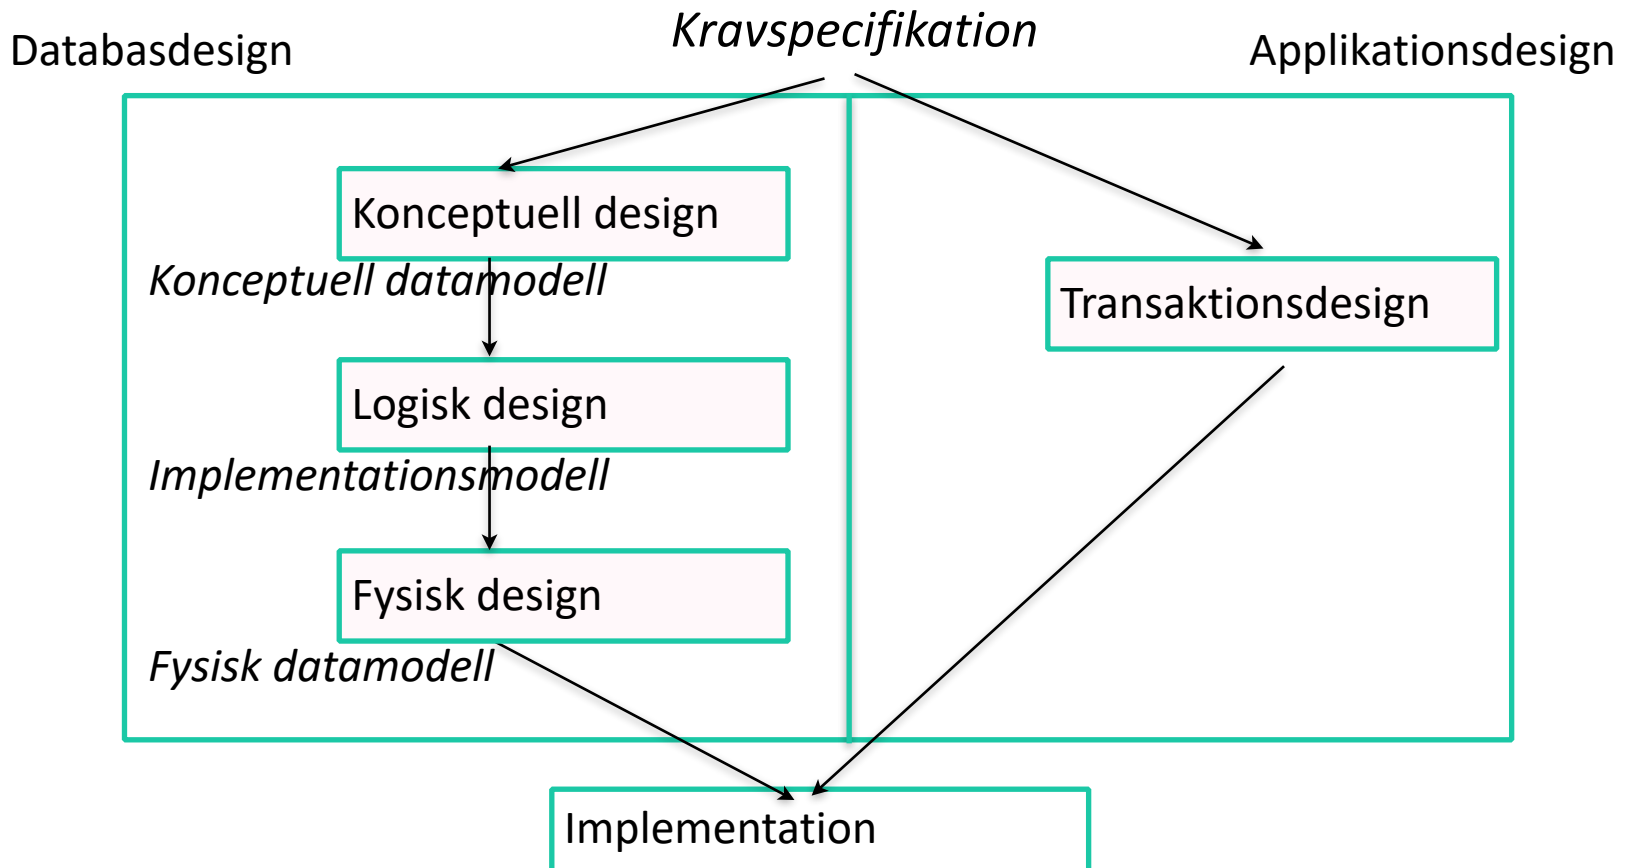 Kravspecifikation
Databasdesign
Applikationsdesign
Konceptuell design
Konceptuell datamodell
Transaktionsdesign
Logisk design
Implementationsmodell
Fysisk design
Fysisk datamodell
Implementation